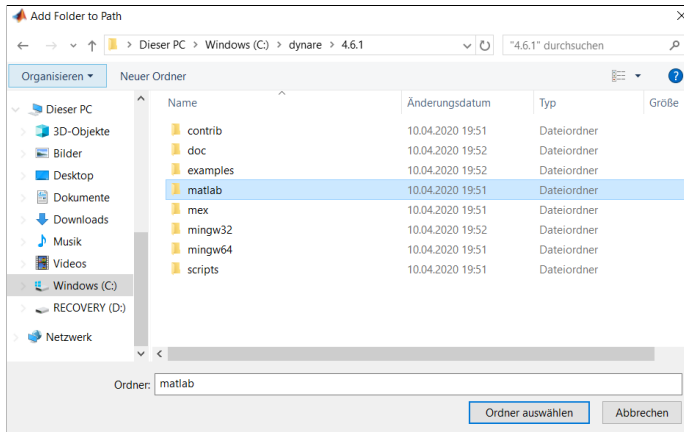 Add Folder to Path
Dieser PC > Windows (C:) > dynare > 4.6.1
"4.6.1" durchsuchen
Organisieren
Neuer Ordner
Name Änderungsdatum Typ Größe
Dieser PC
3D-Objekte
Bilder
Desktop
Dokumente
Downloads
Musik
Videos
Windows (C:)
RECOVERY (D:)
Netzwerk
contrib 10.04.2020 19:51 Dateiordner
doc 10.04.2020 19:52 Dateiordner
examples 10.04.2020 19:52 Dateiordner
matlab 10.04.2020 19:51 Dateiordner
mex 10.04.2020 19:51 Dateiordner
mingw32 10.04.2020 19:52 Dateiordner
mingw64 10.04.2020 19:51 Dateiordner
scripts 10.04.2020 19:51 Dateiordner
Ordner: matlab
Ordner auswählen Abbrechen